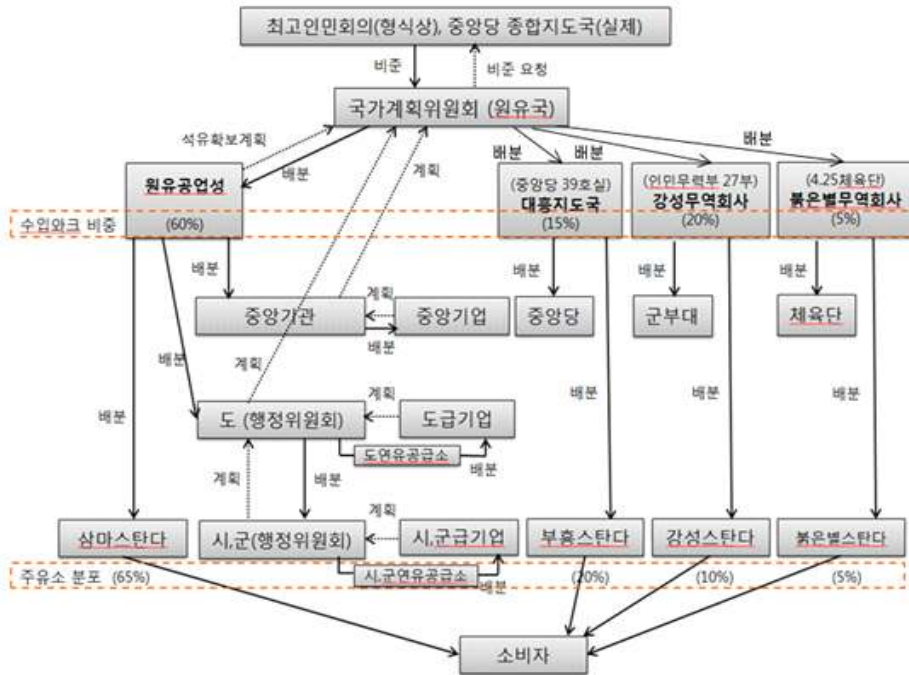 최고인민회의(형식상), 중앙당 종합지도국(실제)
비준
비준 요청
국가계획위원회 (원유국)
석유확보계획
배분
계획
배분
배분
배분
원유공업성
(중앙당 39호실)
대흥지도국
(인민무력부 27부)
강성무역회사
(4.25체육단)
붉은별무역회사
수입와크 비중
(60%)
(15%)
(20%)
(5%)
배분
배분
배분
배분
중앙기관
계획
배분
중앙기업
중앙당
군부대
체육단
배분
계획
배분
배분
배분
배분
도 (행정위원회)
계획
도급기업
도연유공급소
배분
계획
배분
계획
삼마스탄다
시,군(행정위원회)
시,군급기업
부흥스탄다
강성스탄다
붉은별스탄다
주유소 분포
(65%)
시,군연유공급소
배분
(20%)
(10%)
(5%)
소비자